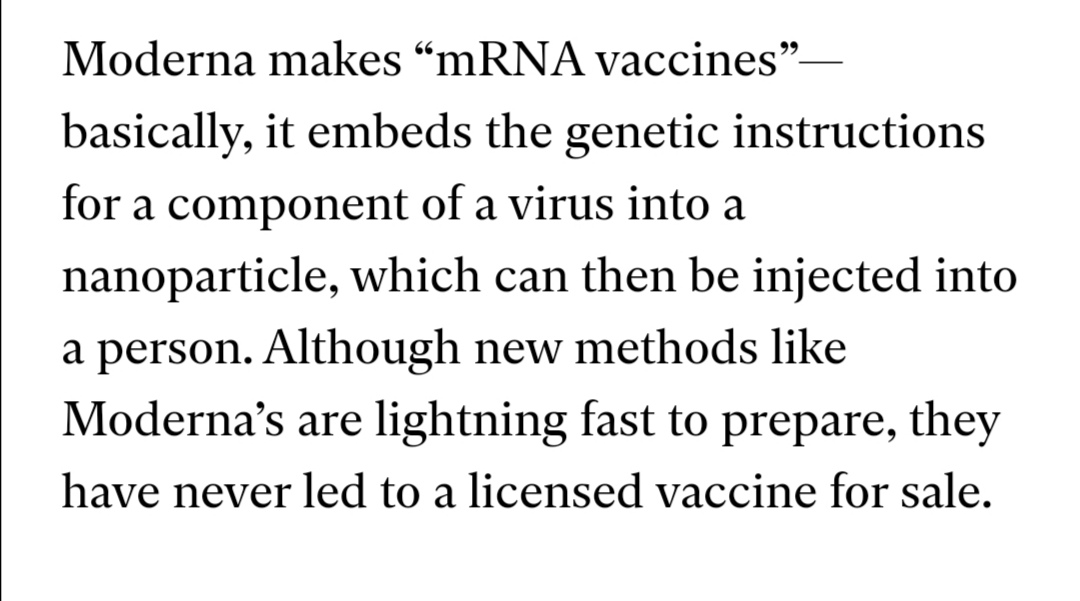 Moderna makes “mRNA vaccines”—
basically, it embeds the genetic instructions
for a component of a virus into a
nanoparticle, which can then be injected into
a person. Although new methods like
Moderna’s are lightning fast to prepare, they
have never led to a licensed vaccine for sale.